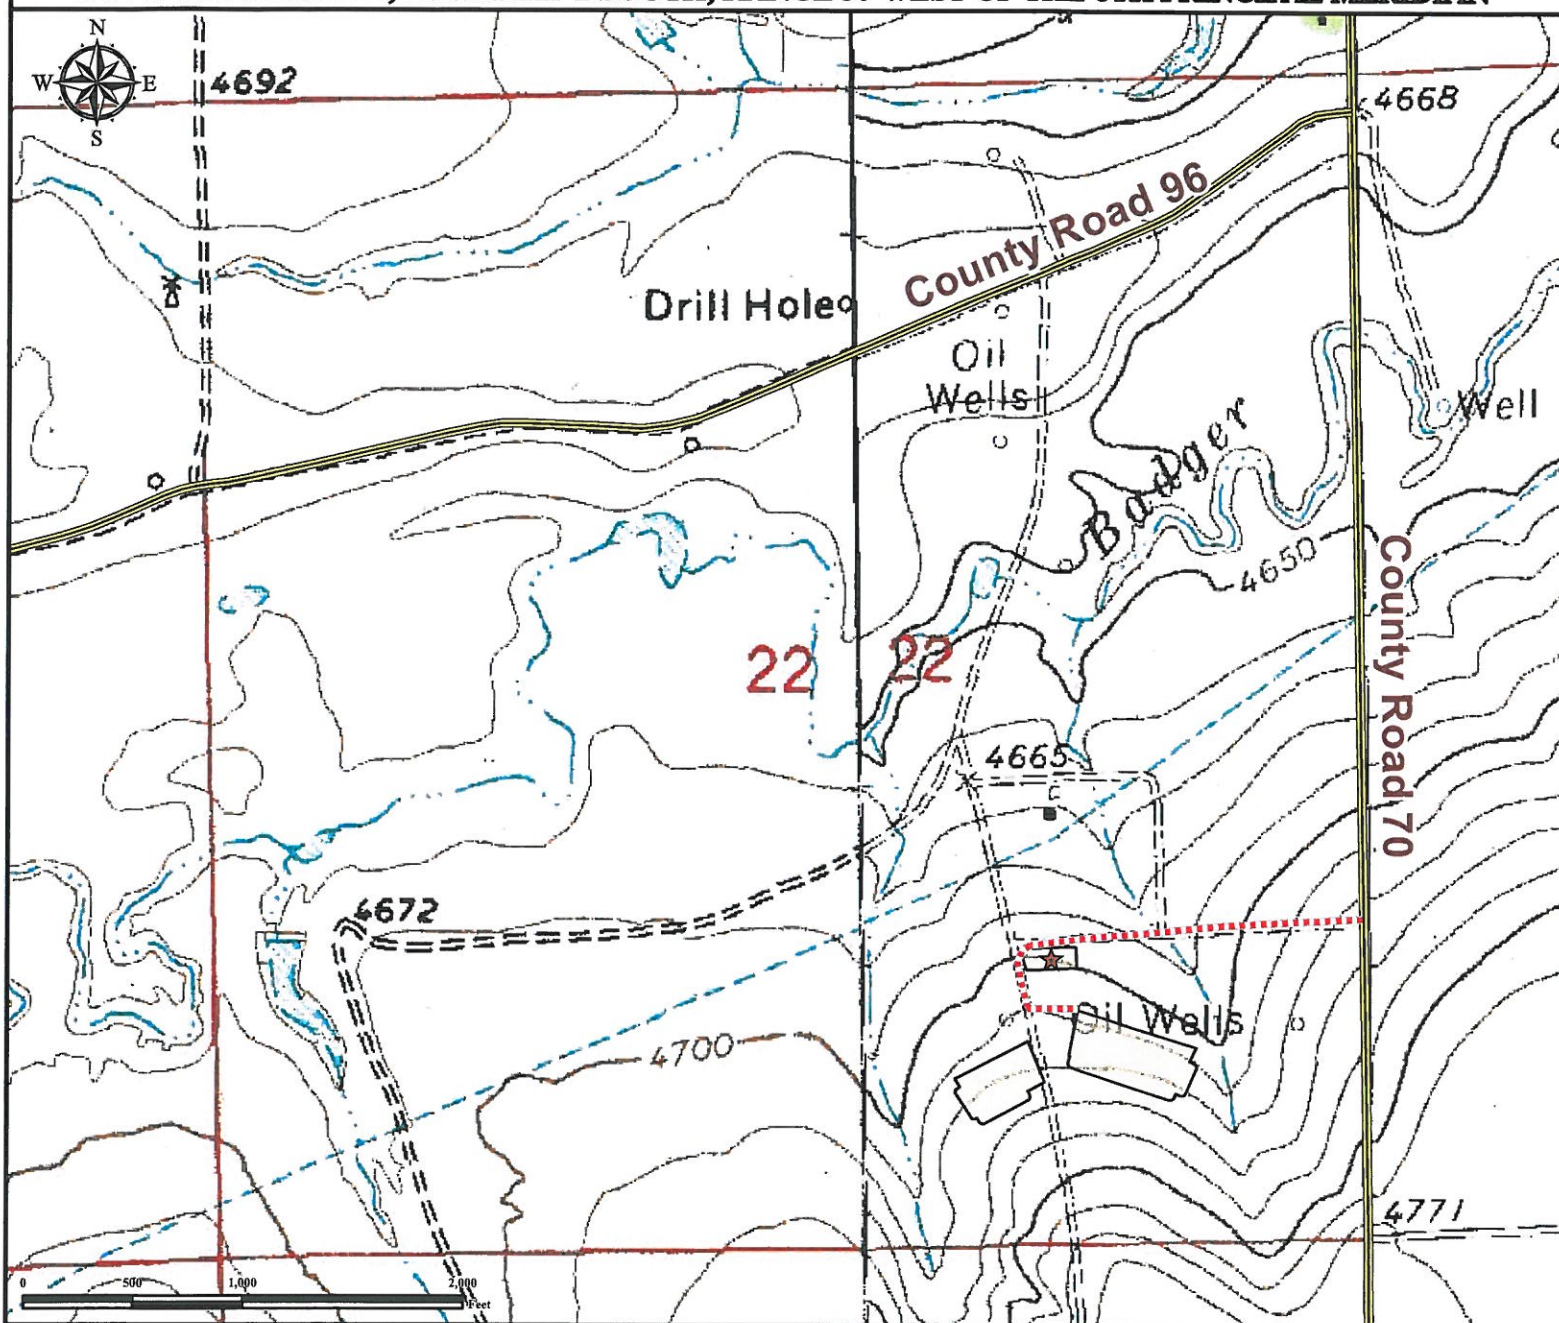 N
W E
S
4692
4668
County Road 96
Drill Hole
Oil
Wells
Well
Badger
4650
County Road 70
22
22
4665
4672
Oil Wells
4700
4771
0 500 1,000 2,000
Feet